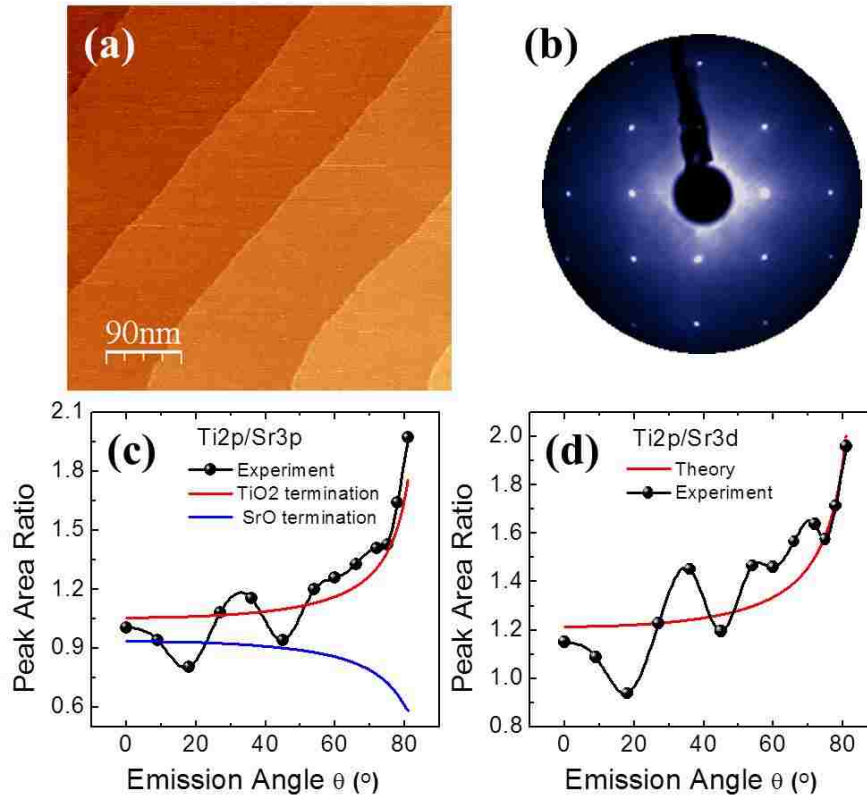 (a)
90nm
(b)
(c)
Ti2p/Sr3p
Experiment
TiO2 termination
SrO termination
Peak Area Ratio
2.1
1.8
1.5
1.2
0.9
0.6
0 20 40 60 80
Emission Angle θ (°)
(d)
Ti2p/Sr3d
Theory
Experiment
Peak Area Ratio
2.0
1.8
1.6
1.4
1.2
1.0
0.8
0 20 40 60 80
Emission Angle θ (°)